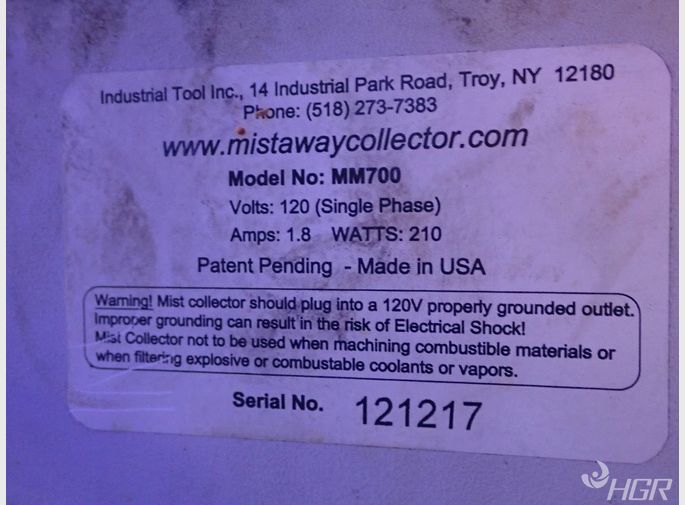 Industrial Tool Inc., 14 Industrial Park Road, Troy, NY 12180
Phone: (518) 273-7383
www.mistawaycollector.com
Model No: MM700
Volts: 120 (Single Phase)
Amps: 1.8 WATTS: 210
Patent Pending - Made in USA
Warning! Mist collector should plug into a 120V properly grounded outlet.
Improper grounding can result in the risk of Electrical Shock!
Mist Collector not to be used when machining combustible materials or
when filtering explosive or combustable coolants or vapors.
Serial No. 121217
HGR